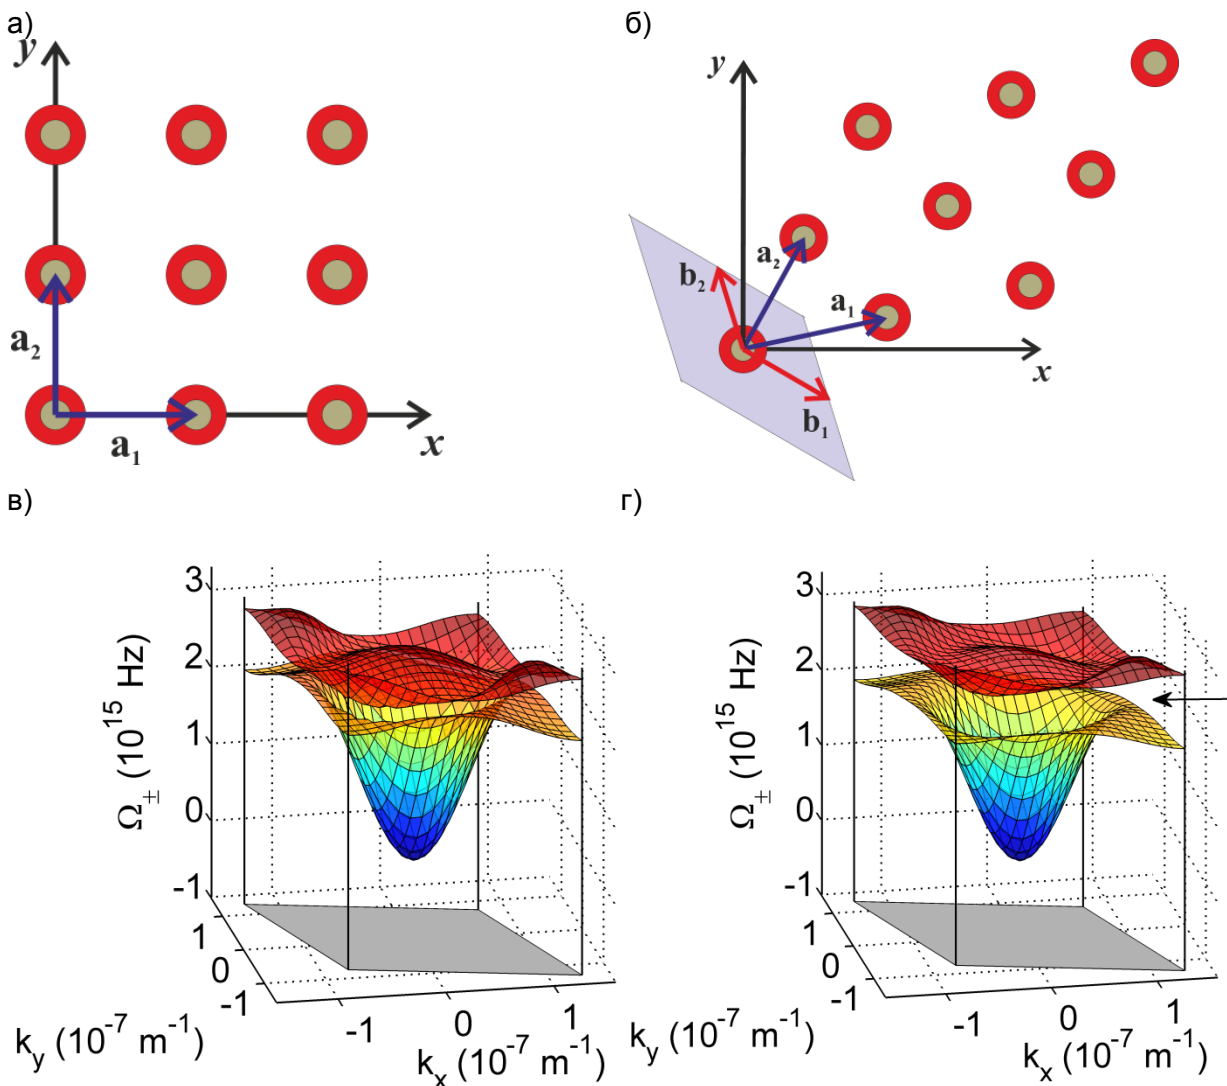 а)
y
a2
a1
x
б)
y
a2
b2
a1
x
b1
в)
3
2
1
0
-1
Ω± (10^15 Hz)
1
0
-1
ky (10^-7 m^-1)
-1
0
1
kx (10^-7 m^-1)
г)
3
2
1
0
-1
Ω± (10^15 Hz)
1
0
-1
ky (10^-7 m^-1)
-1
0
1
kx (10^-7 m^-1)